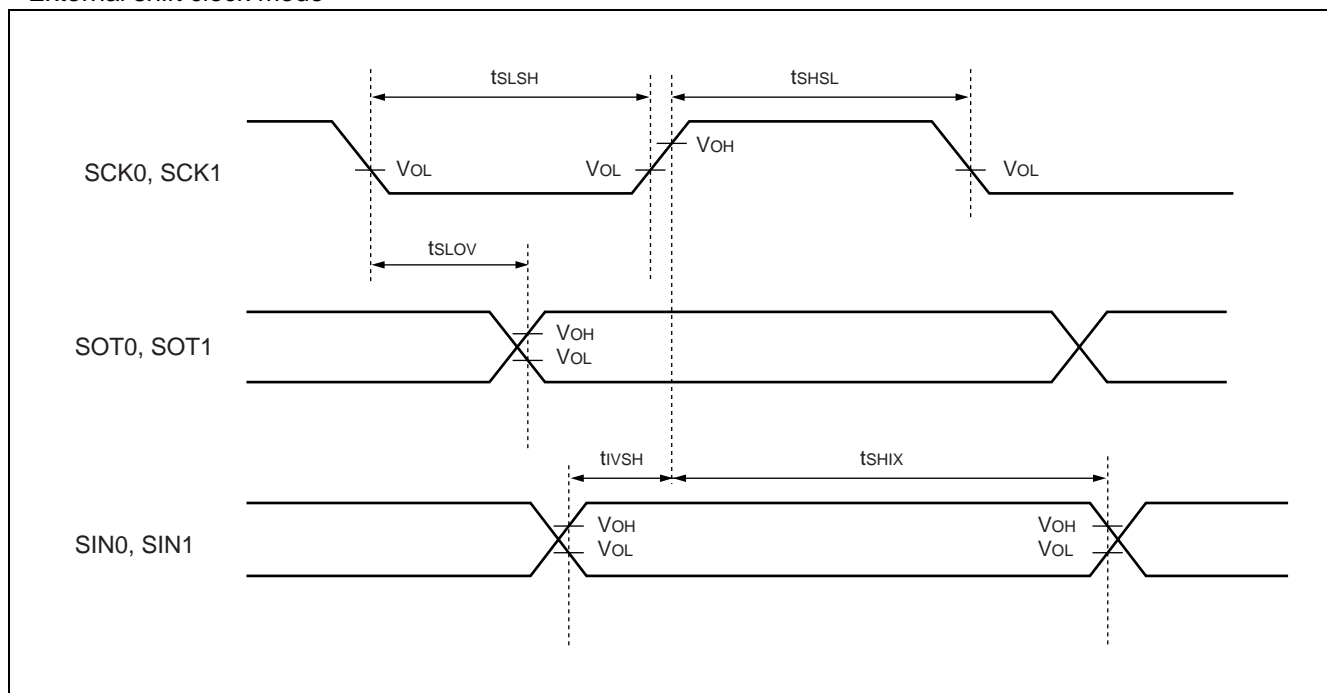 External shift clock mode
tSLSH
tSHSL
SCK0, SCK1
VOL
VOL
VOH
VOL
tSLOV
SOT0, SOT1
VOH
VOL
tIVSH
tSHIX
SIN0, SIN1
VOH
VOL
VOH
VOL